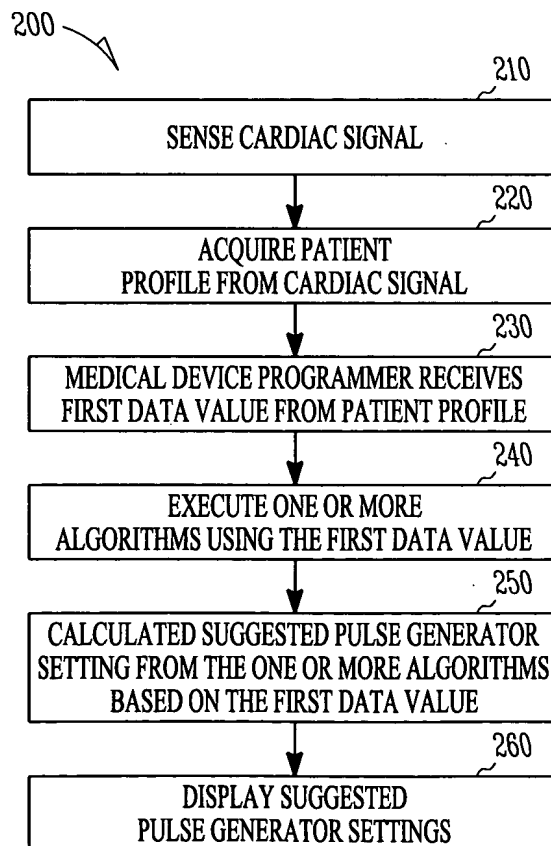 200
210
SENSE CARDIAC SIGNAL
220
ACQUIRE PATIENT
PROFILE FROM CARDIAC SIGNAL
230
MEDICAL DEVICE PROGRAMMER RECEIVES
FIRST DATA VALUE FROM PATIENT PROFILE
240
EXECUTE ONE OR MORE
ALGORITHMS USING THE FIRST DATA VALUE
250
CALCULATED SUGGESTED PULSE GENERATOR
SETTING FROM THE ONE OR MORE ALGORITHMS
BASED ON THE FIRST DATA VALUE
260
DISPLAY SUGGESTED
PULSE GENERATOR SETTINGS